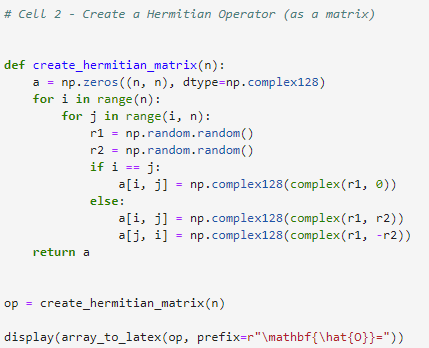 # Cell 2 - Create a Hermitian Operator (as a matrix)
def create_hermitian_matrix(n):
    a = np.zeros((n, n), dtype=np.complex128)
    for i in range(n):
        for j in range(i, n):
            r1 = np.random.random()
            r2 = np.random.random()
            if i == j:
                a[i, j] = np.complex128(complex(r1, 0))
            else:
                a[i, j] = np.complex128(complex(r1, r2))
                a[j, i] = np.complex128(complex(r1, -r2))
    return a
op = create_hermitian_matrix(n)
display(array_to_latex(op, prefix=r"\mathbf{\hat{O}}="))